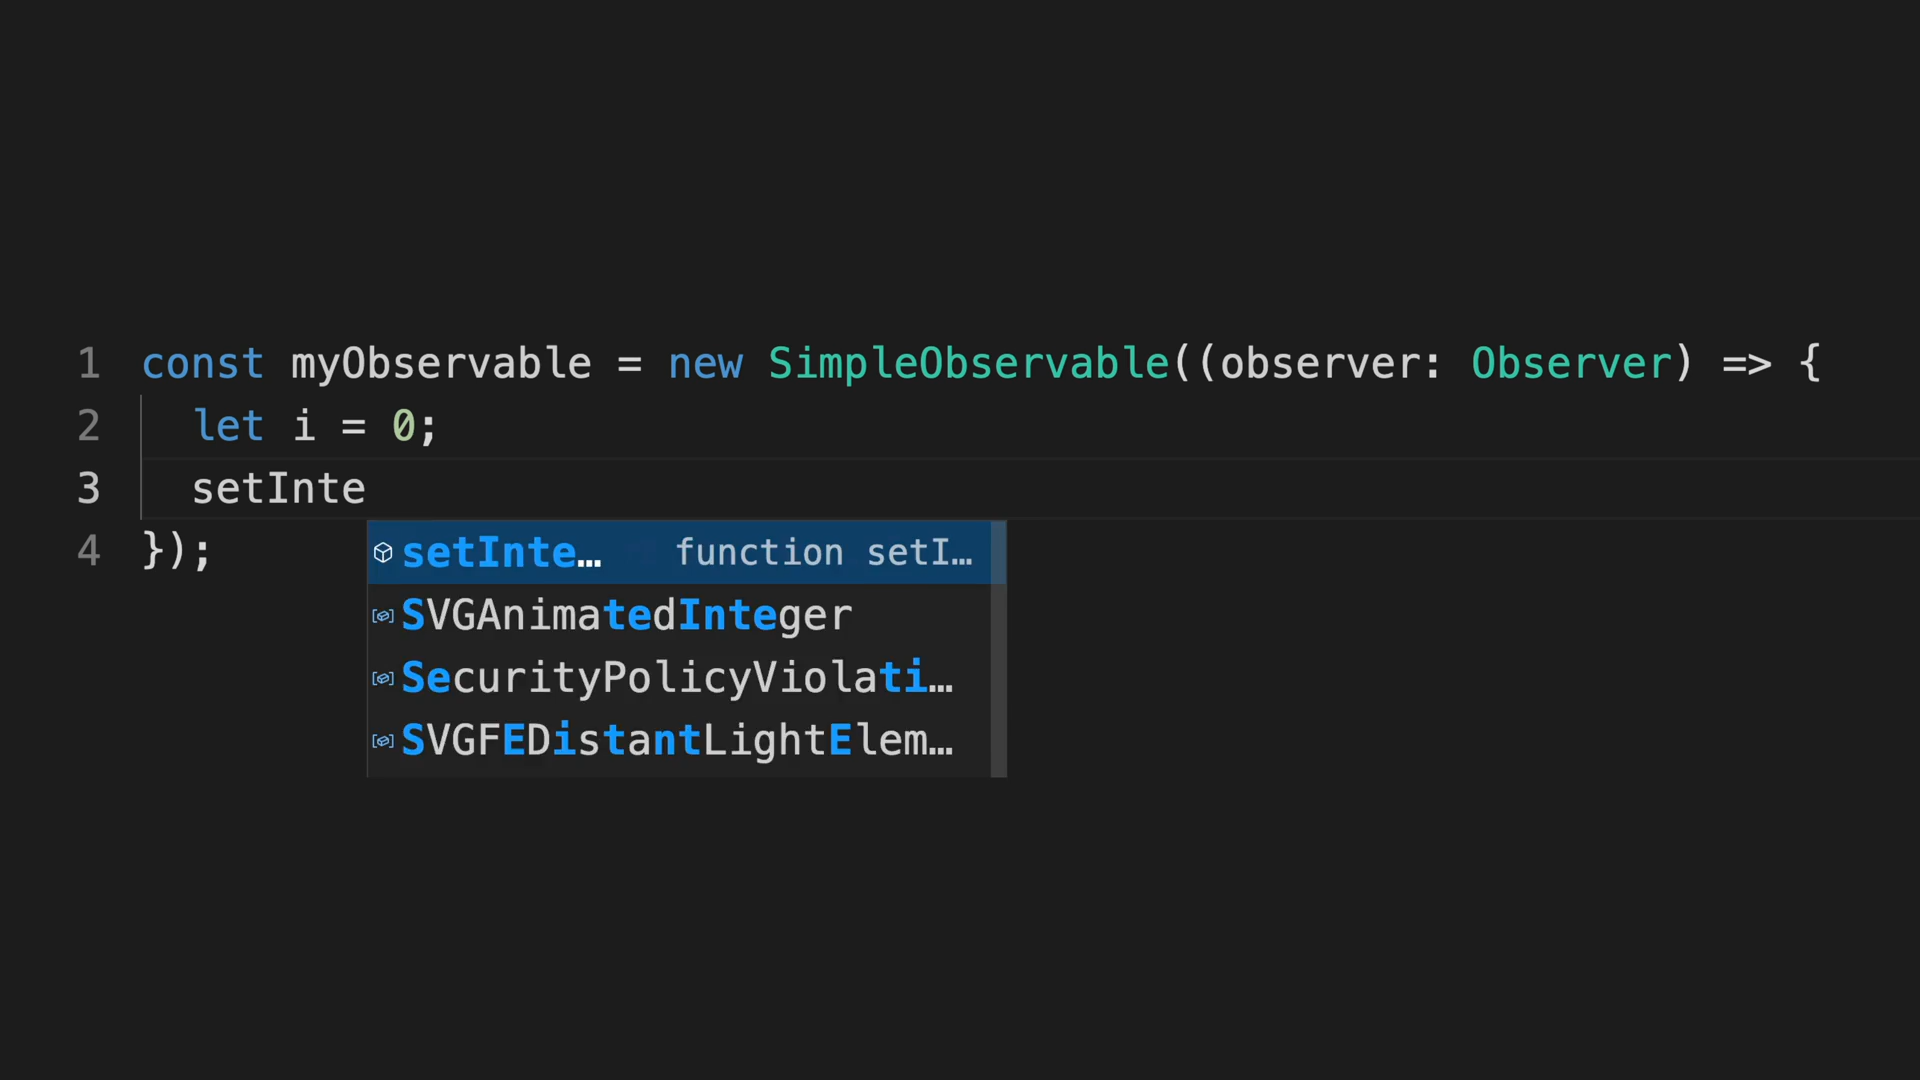 1 const myObservable = new SimpleObservable((observer: Observer) => {
2 let i = 0;
3 setInte
4 });
setInte… function setI…
SVGAnimatedInteger
SecurityPolicyViolati…
SVGFEDistantLightElem…